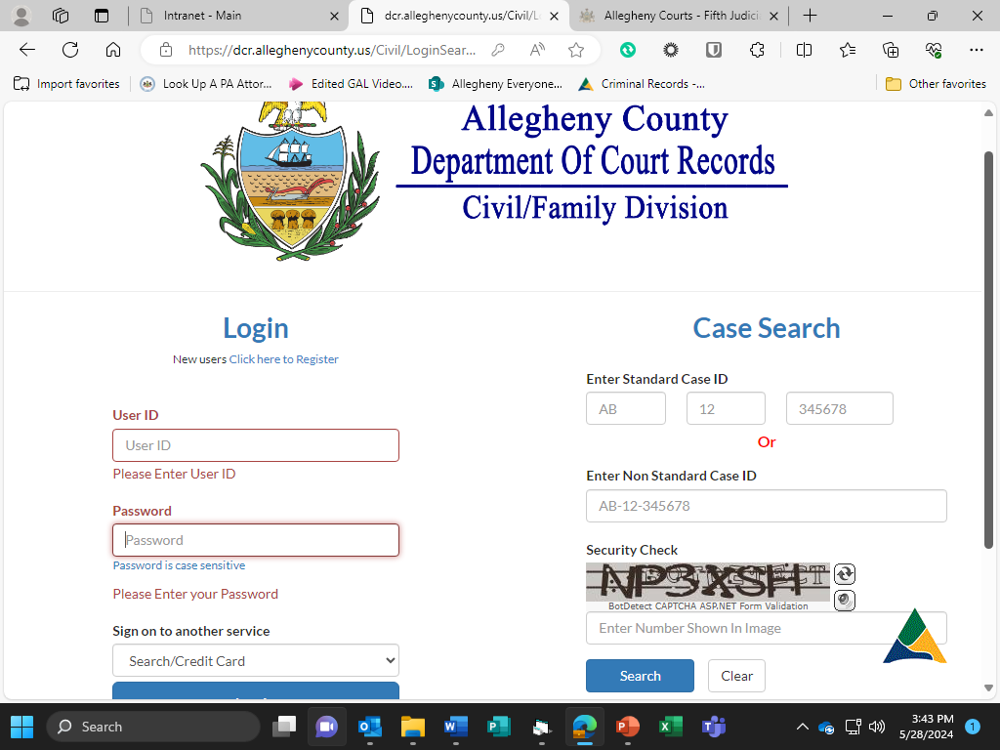 Intranet - Main
dcr.alleghenycounty.us/Civil/L
Allegheny Courts - Fifth Judici
https://dcr.alleghenycounty.us/Civil/LoginSear...
Import favorites
Look Up A PA Attor...
Edited GAL Video....
Allegheny Everyone...
Criminal Records -...
Other favorites
Allegheny County
Department Of Court Records
Civil/Family Division
Login
New users Click here to Register
User ID
User ID
Please Enter User ID
Password
Password
Password is case sensitive
Please Enter your Password
Sign on to another service
Search/Credit Card
Case Search
Enter Standard Case ID
AB
12
345678
Or
Enter Non Standard Case ID
AB-12-345678
Security Check
BotDetect CAPTCHA ASP.NET Form Validation
Enter Number Shown In Image
Search
Clear
Search
3:43 PM
5/28/2024
1